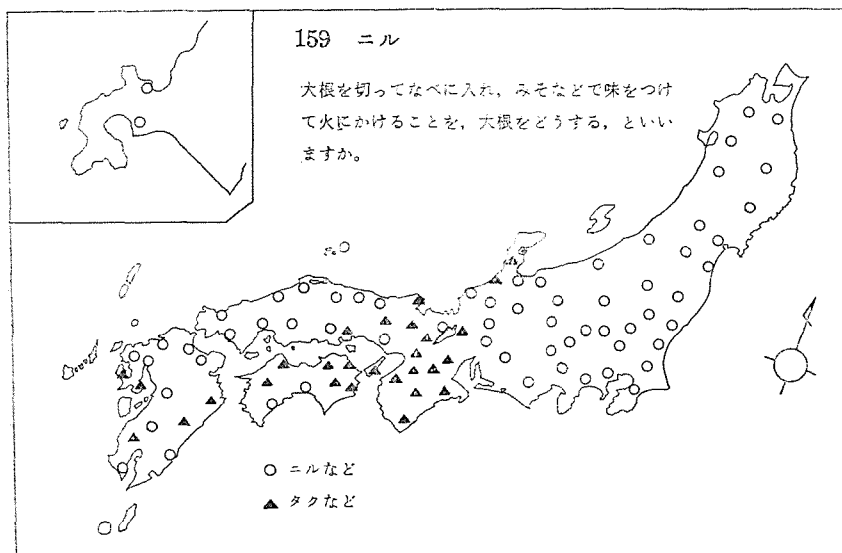 159 ニル
大根を切ってなべに入れ，みそなどで味をつけ
て火にかけることを，大根をどうする，といい
ますか。
○ ニルなど
▲ タクなど